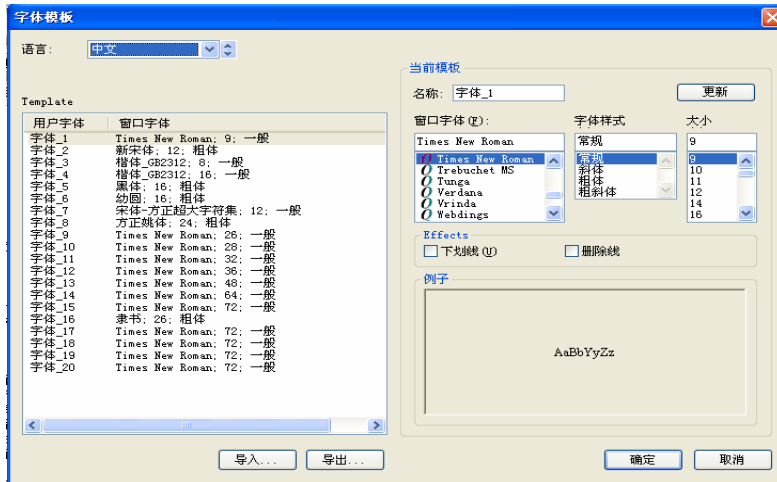 字体模板
语言:
中文
Template
用户字体 窗口字体
字体_1 Times New Roman; 9; 一般
字体_2 新宋体; 12; 粗体
字体_3 楷体_GB2312; 8; 一般
字体_4 楷体_GB2312; 16; 一般
字体_5 黑体; 16; 粗体
字体_6 幼圆; 16; 粗体
字体_7 宋体-方正超大字符集; 12; 一般
字体_8 方正姚体; 24; 粗体
字体_9 Times New Roman; 26; 一般
字体_10 Times New Roman; 28; 一般
字体_11 Times New Roman; 32; 一般
字体_12 Times New Roman; 36; 一般
字体_13 Times New Roman; 48; 一般
字体_14 Times New Roman; 64; 一般
字体_15 Times New Roman; 72; 一般
字体_16 隶书; 26; 粗体
字体_17 Times New Roman; 72; 一般
字体_18 Times New Roman; 72; 一般
字体_19 Times New Roman; 72; 一般
字体_20 Times New Roman; 72; 一般
导入... 导出...
当前模板
名称: 字体_1 更新
窗口字体(F): 字体样式 大小
Times New Roman 常规 9
Times New Roman 常规 9
Trebuchet MS 斜体 10
Tunga 粗体 11
Verdana 粗斜体 12
Vrinda 14
Webdings 16
Effects
下划线(U) 删除线
例子
AaBbYyZz
确定 取消